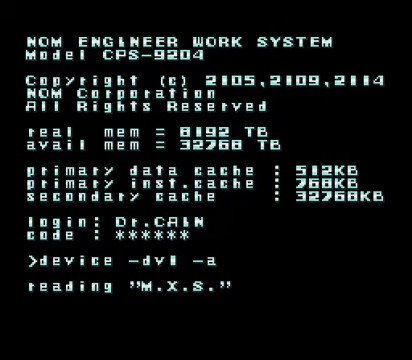 NOM ENGINEER WORK SYSTEM
Model CPS-9204
Copyright (c) 2105,2109,2114
NOM Corporation
All Rights Reserved
real mem = 8192 TB
avail mem = 32768 TB
primary data cache : 512KB
primary inst.cache : 768KB
secondary cache : 32768KB
login: Dr.CAIN
code : ******
>device -dvl -a
reading "M.X.S."